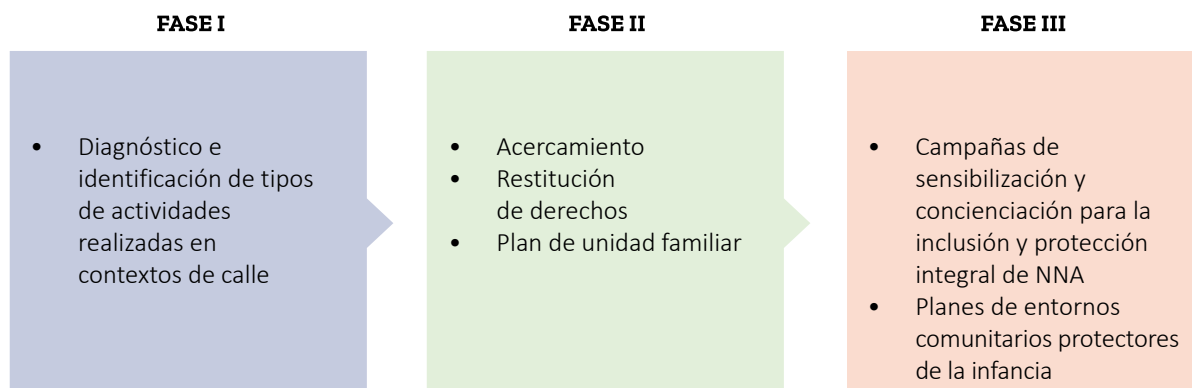 FASE I
• Diagnóstico e
identificación de tipos
de actividades
realizadas en
contextos de calle
FASE II
• Acercamiento
• Restitución
de derechos
• Plan de unidad familiar
FASE III
• Campañas de
sensibilización y
concienciación para la
inclusión y protección
integral de NNA
• Planes de entornos
comunitarios protectores
de la infancia